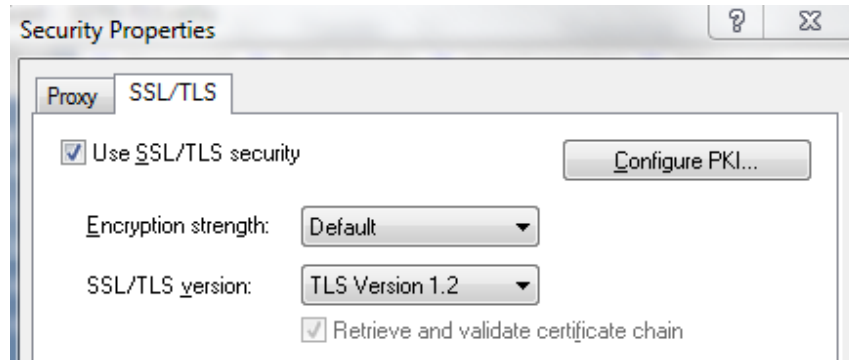 Security Properties
Proxy SSL/TLS
Use SSL/TLS security Configure PKI...
Encryption strength: Default
SSL/TLS version: TLS Version 1.2
Retrieve and validate certificate chain